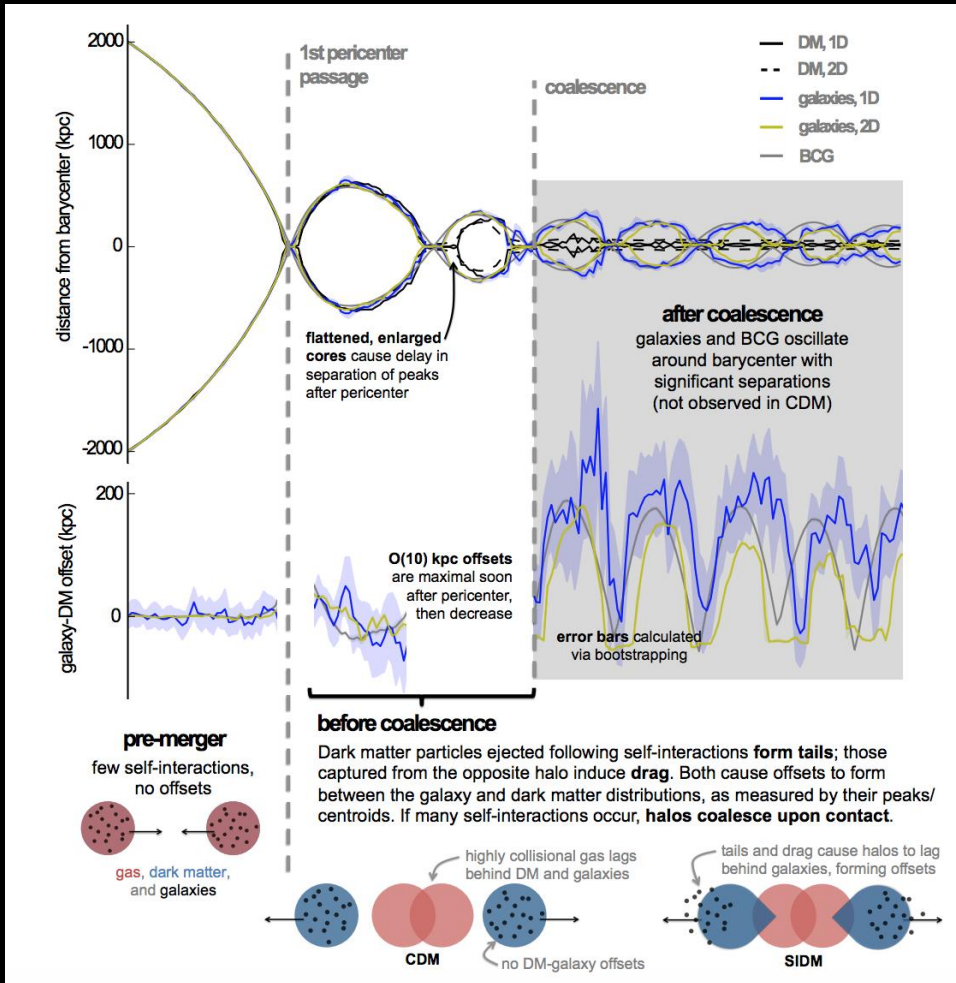 2000
1000
0
-1000
-2000
distance from barycenter (kpc)
1st pericenter
passage
coalescence
DM, 1D
DM, 2D
galaxies, 1D
galaxies, 2D
BCG
flattened, enlarged
cores cause delay in
separation of peaks
after pericenter
after coalescence
galaxies and BCG oscillate
around barycenter with
significant separations
(not observed in CDM)
200
0
galaxy-DM offset (kpc)
O(10) kpc offsets
are maximal soon
after pericenter,
then decrease
error bars calculated
via bootstrapping
pre-merger
few self-interactions,
no offsets
gas, dark matter,
and galaxies
before coalescence
Dark matter particles ejected following self-interactions form tails; those
captured from the opposite halo induce drag. Both cause offsets to form
between the galaxy and dark matter distributions, as measured by their peaks/
centroids. If many self-interactions occur, halos coalesce upon contact.
highly collisional gas lags
behind DM and galaxies
CDM
no DM-galaxy offsets
tails and drag cause halos to lag
behind galaxies, forming offsets
SIDM